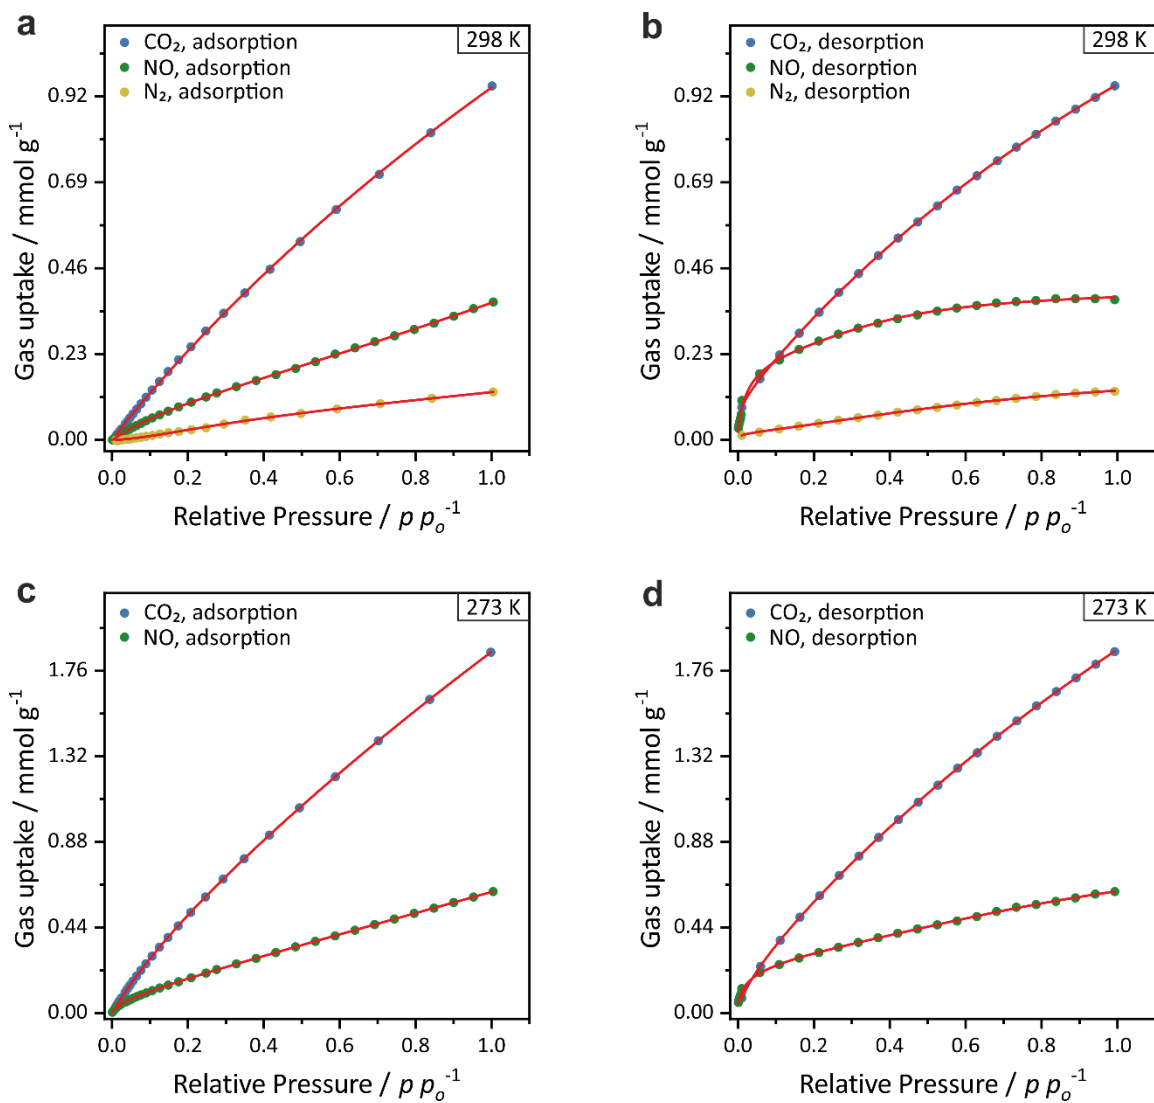 a
CO₂, adsorption
NO, adsorption
N₂, adsorption
298 K
0.92
0.69
0.46
0.23
0.00
Gas uptake / mmol g⁻¹
0.0 0.2 0.4 0.6 0.8 1.0
Relative Pressure / p pₒ⁻¹
b
CO₂, desorption
NO, desorption
N₂, desorption
298 K
0.92
0.69
0.46
0.23
0.00
Gas uptake / mmol g⁻¹
0.0 0.2 0.4 0.6 0.8 1.0
Relative Pressure / p pₒ⁻¹
c
CO₂, adsorption
NO, adsorption
273 K
1.76
1.32
0.88
0.44
0.00
Gas uptake / mmol g⁻¹
0.0 0.2 0.4 0.6 0.8 1.0
Relative Pressure / p pₒ⁻¹
d
CO₂, desorption
NO, desorption
273 K
1.76
1.32
0.88
0.44
0.00
Gas uptake / mmol g⁻¹
0.0 0.2 0.4 0.6 0.8 1.0
Relative Pressure / p pₒ⁻¹